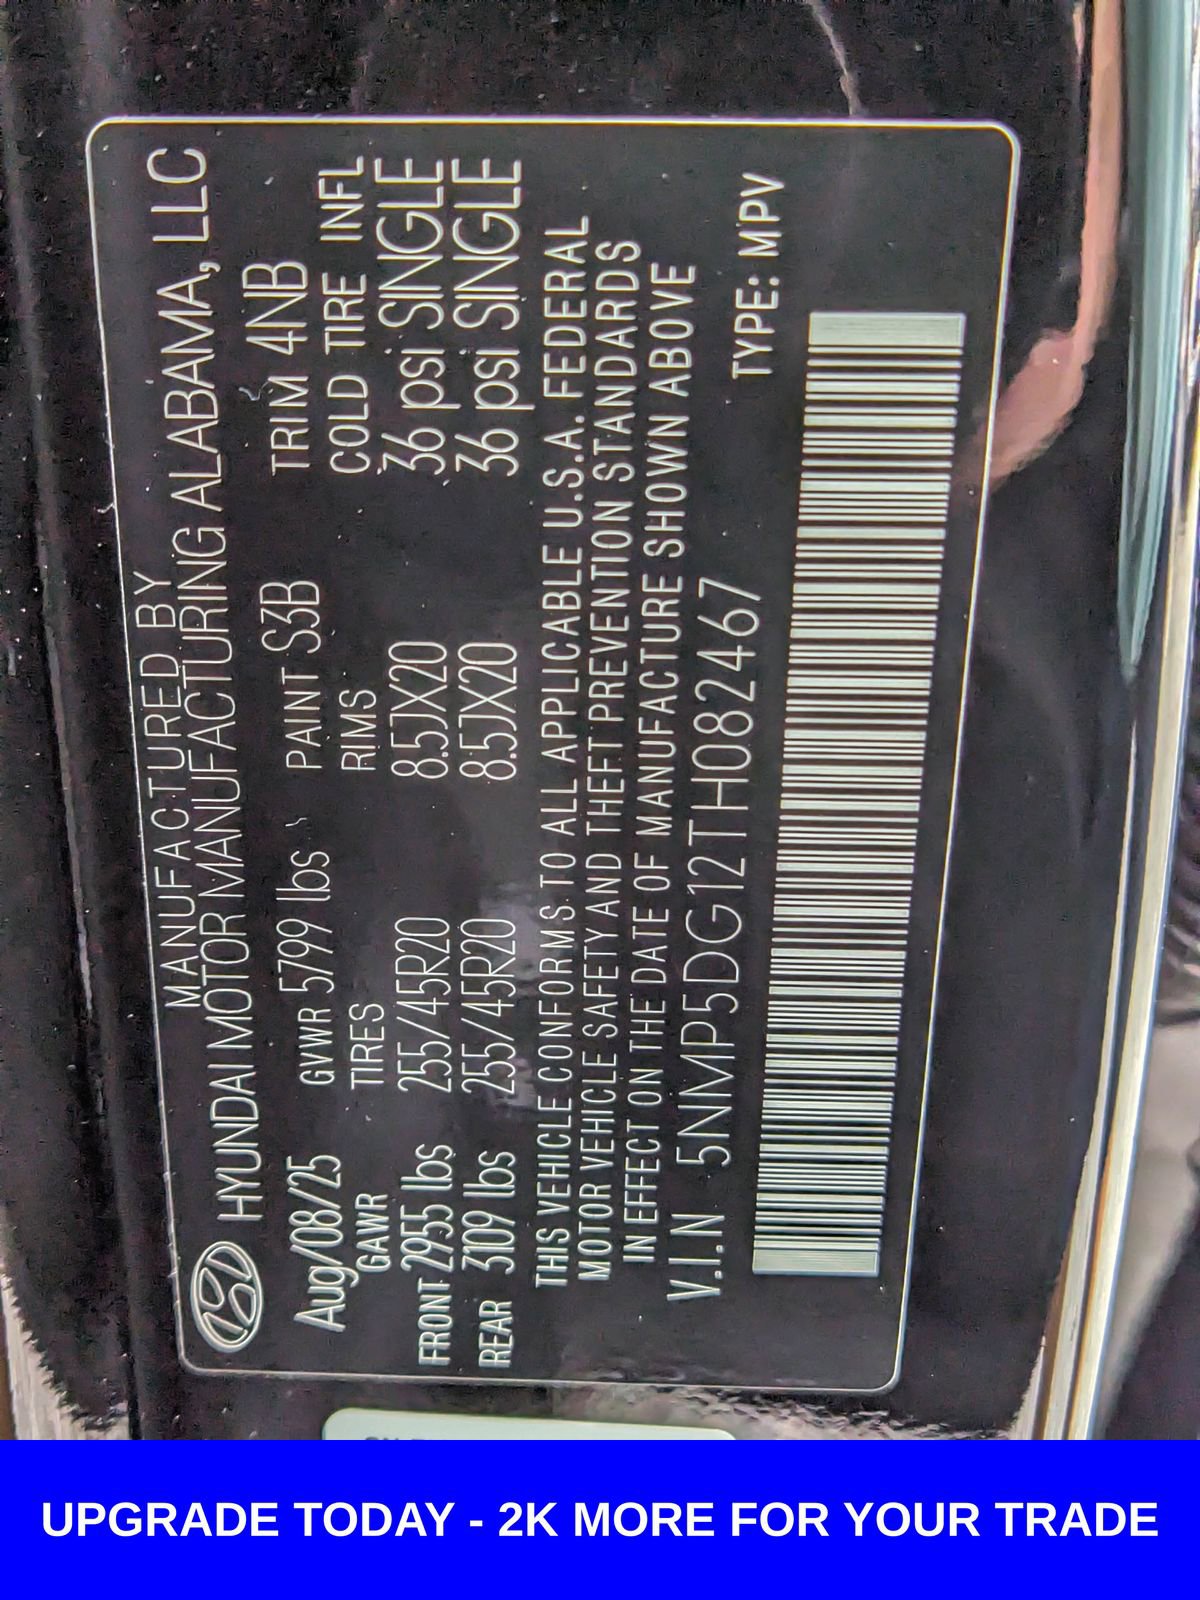 MANUFACTURED BY
HYUNDAI MOTOR MANUFACTURING ALABAMA, LLC
Aug/08/25 GVWR 5799 lbs PAINT S3B TRIM 4NB
GAWR TIRES RIMS COLD TIRE INFL
FRONT 2955 lbs 255/45R20 8.5JX20 36 psi SINGLE
REAR 3109 lbs 255/45R20 8.5JX20 36 psi SINGLE
THIS VEHICLE CONFORMS TO ALL APPLICABLE U.S.A. FEDERAL
MOTOR VEHICLE SAFETY AND THEFT PREVENTION STANDARDS
IN EFFECT ON THE DATE OF MANUFACTURE SHOWN ABOVE
V.I.N 5NMP5DG12TH082467 TYPE: MPV
UPGRADE TODAY - 2K MORE FOR YOUR TRADE